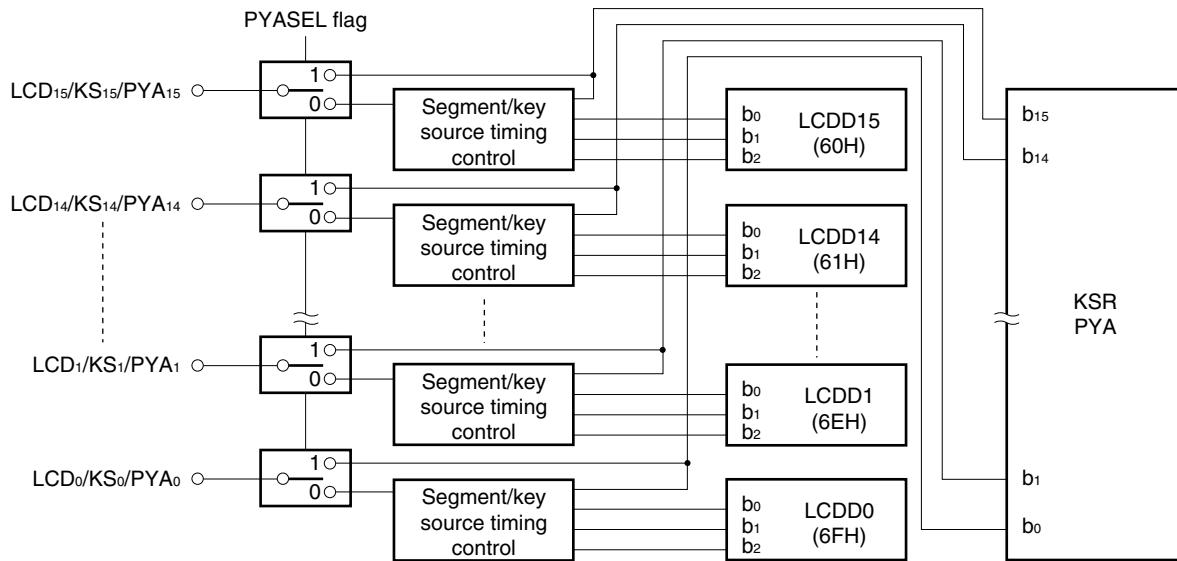 PYASEL flag
LCD₁₅/KS₁₅/PYA₁₅
1
0
Segment/key
source timing
control
b₀
b₁
b₂
LCDD15
(60H)
LCD₁₄/KS₁₄/PYA₁₄
1
0
Segment/key
source timing
control
b₀
b₁
b₂
LCDD14
(61H)
LCD₁/KS₁/PYA₁
1
0
Segment/key
source timing
control
b₀
b₁
b₂
LCDD1
(6EH)
LCD₀/KS₀/PYA₀
1
0
Segment/key
source timing
control
b₀
b₁
b₂
LCDD0
(6FH)
b₁₅
b₁₄
KSR
PYA
b₁
b₀